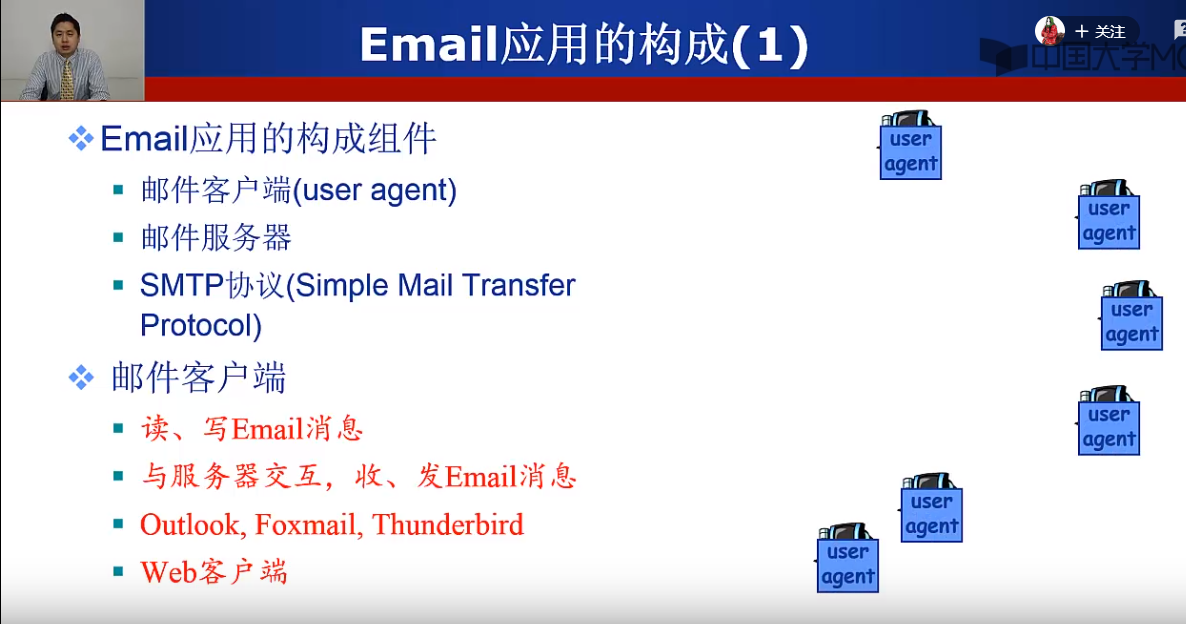 Email应用的构成(1)
+ 关注
中国大学MO
Email应用的构成组件
邮件客户端(user agent)
邮件服务器
SMTP协议(Simple Mail Transfer
Protocol)
邮件客户端
读、写Email消息
与服务器交互，收、发Email消息
Outlook, Foxmail, Thunderbird
Web客户端
user
agent
user
agent
user
agent
user
agent
user
agent
user
agent